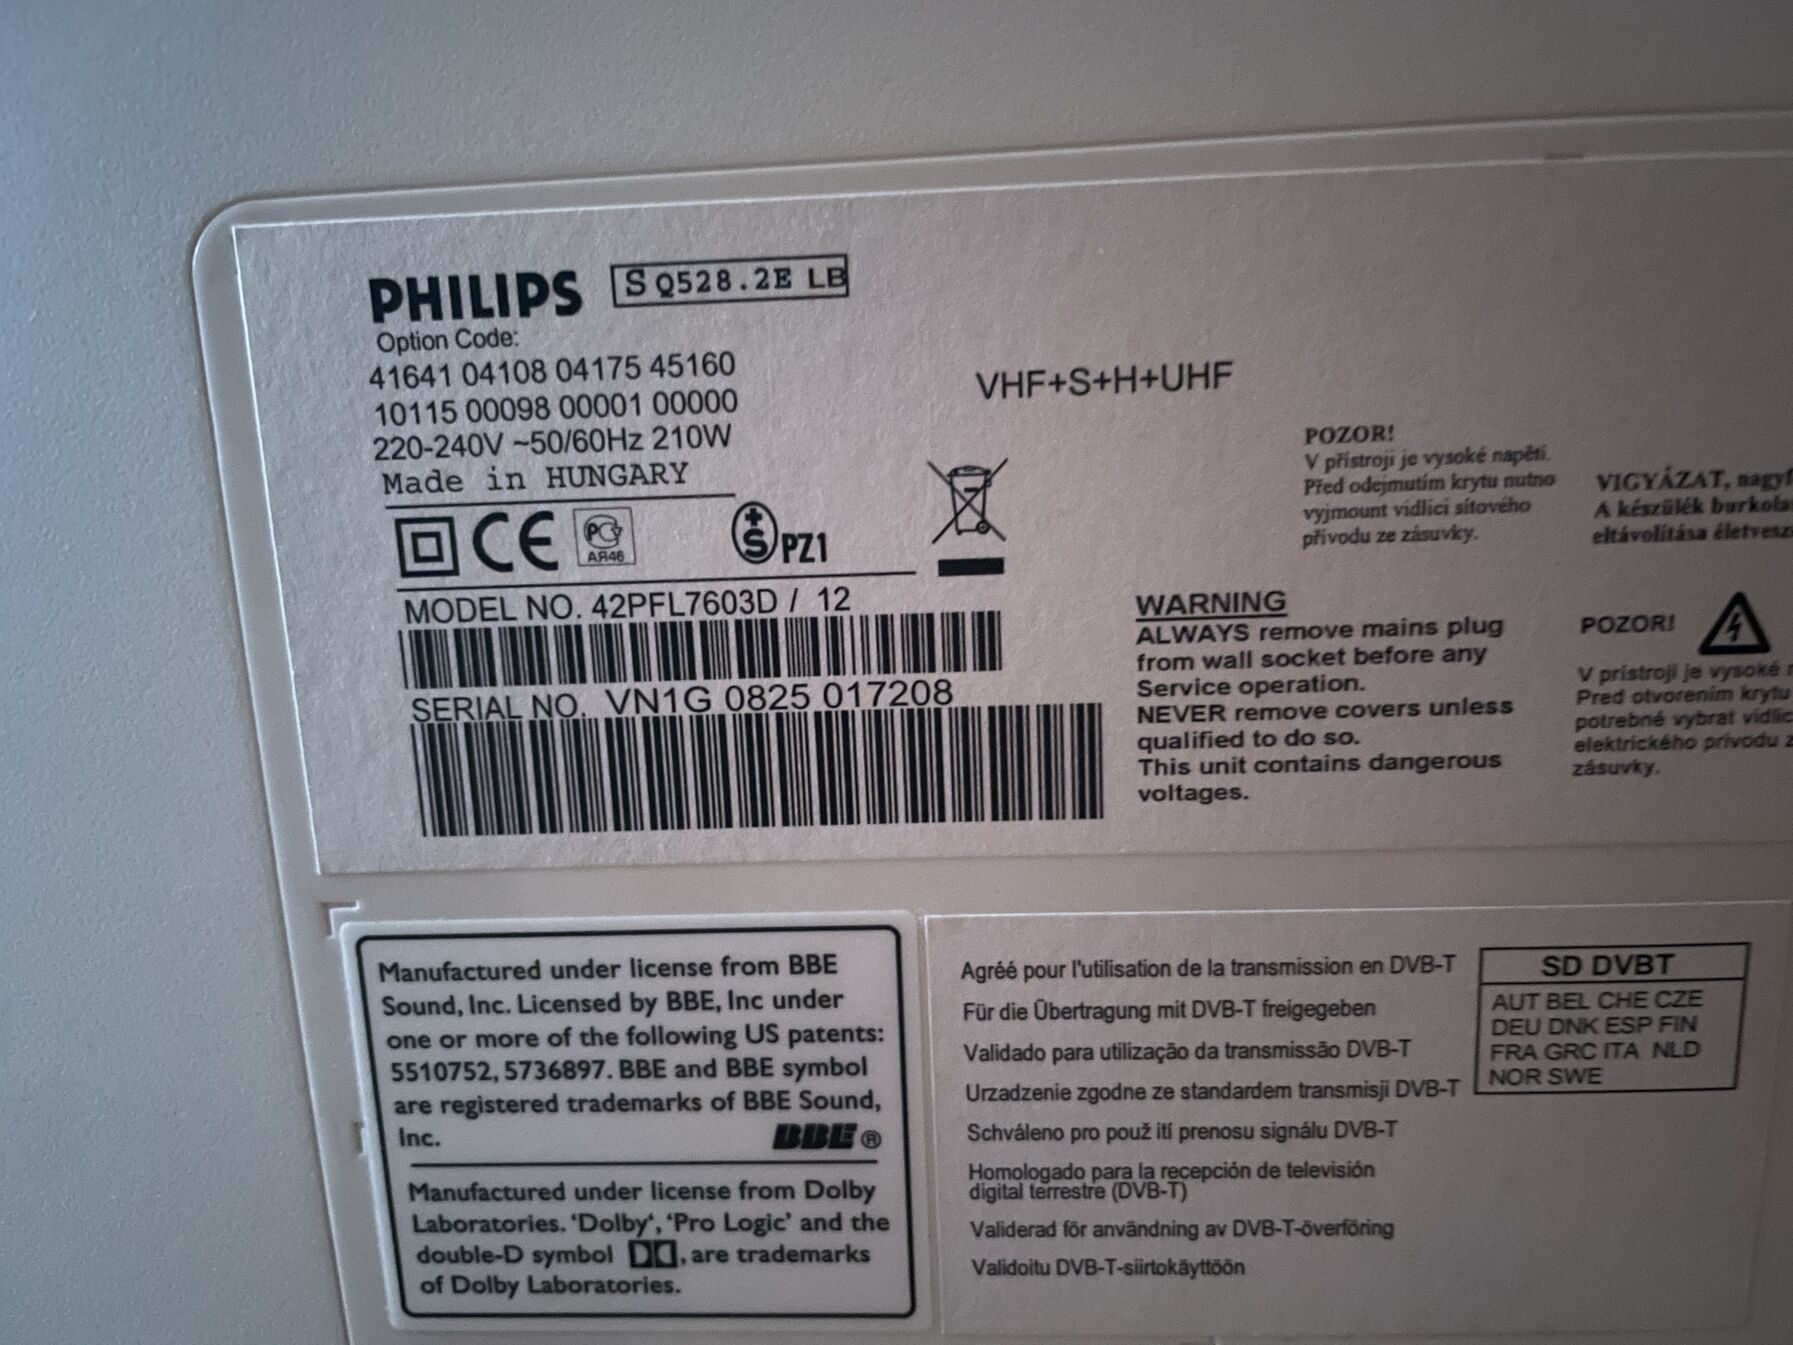 PHILIPS S Q528.2E LB
Option Code:
41641 04108 04175 45160
10115 00098 00001 00000
220-240V ~50/60Hz 210W
Made in HUNGARY
CE PCT АЯ46 +S PZ1
MODEL NO. 42PFL7603D / 12
SERIAL NO. VN1G 0825 017208
VHF+S+H+UHF
POZOR!
V přístroji je vysoké napětí.
Před odejmutím krytu nutno
vyjmount vidlici síťového
přívodu ze zásuvky.
VIGYÁZAT,
A készülék
eltávolítása
WARNING
ALWAYS remove mains plug
from wall socket before any
Service operation.
NEVER remove covers unless
qualified to do so.
This unit contains dangerous
voltages.
POZOR!
V prístroji je vysoké
Pred otvorením krytu
potrebné vybrat
elektrického prívodu
zásuvky.
Manufactured under license from BBE
Sound, Inc. Licensed by BBE, Inc under
one or more of the following US patents:
5510752, 5736897. BBE and BBE symbol
are registered trademarks of BBE Sound,
Inc. BBE ®
Manufactured under license from Dolby
Laboratories. ‘Dolby‘, ‘Pro Logic’ and the
double-D symbol DD, are trademarks
of Dolby Laboratories.
Agréé pour l'utilisation de la transmission en DVB-T
Für die Übertragung mit DVB-T freigegeben
Validado para utilização da transmissão DVB-T
Urzadzenie zgodne ze standardem transmisji DVB-T
Schváleno pro použ ití prenosu signálu DVB-T
Homologado para la recepción de televisión
digital terrestre (DVB-T)
Validerad för användning av DVB-T-överföring
Validoitu DVB-T-siirtokäyttöön
SD DVBT
AUT BEL CHE CZE
DEU DNK ESP FIN
FRA GRC ITA NLD
NOR SWE